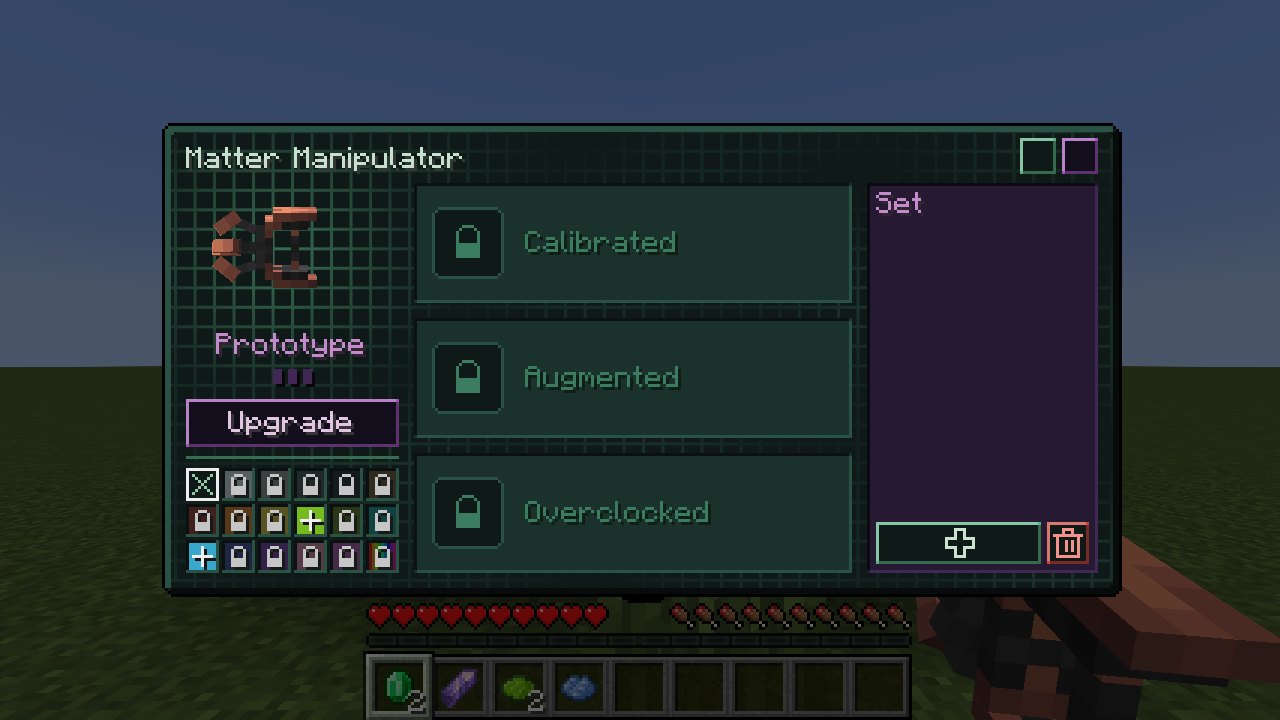 Matter Manipulator
Prototype
Upgrade
Calibrated
Augmented
Overclocked
Set
2
2